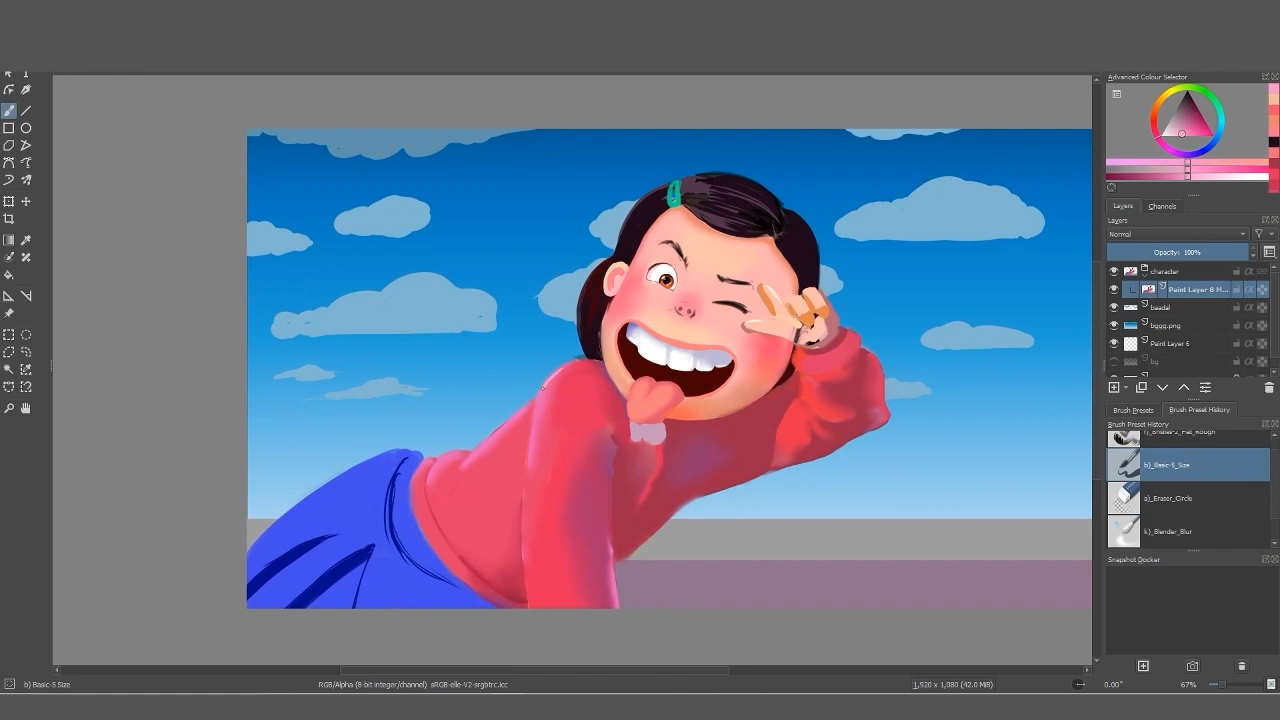 Advanced Colour Selector
Layers
Channels
Layers
Normal
Opacity: 100%
character
Paint Layer 8 M...
baadal
bggg.png
Paint Layer 6
bg
Brush Presets
Brush Preset History
Brush Preset History
b)_Basic-5_Size
a)_Eraser_Circle
k)_Blender_Blur
Snapshot Docker
b) Basic-5 Size
RGB/Alpha (8-bit integer/channel) sRGB-elle-V2-srgbtrc.icc
1,920 x 1,080 (42.0 MiB)
0.00°
67%